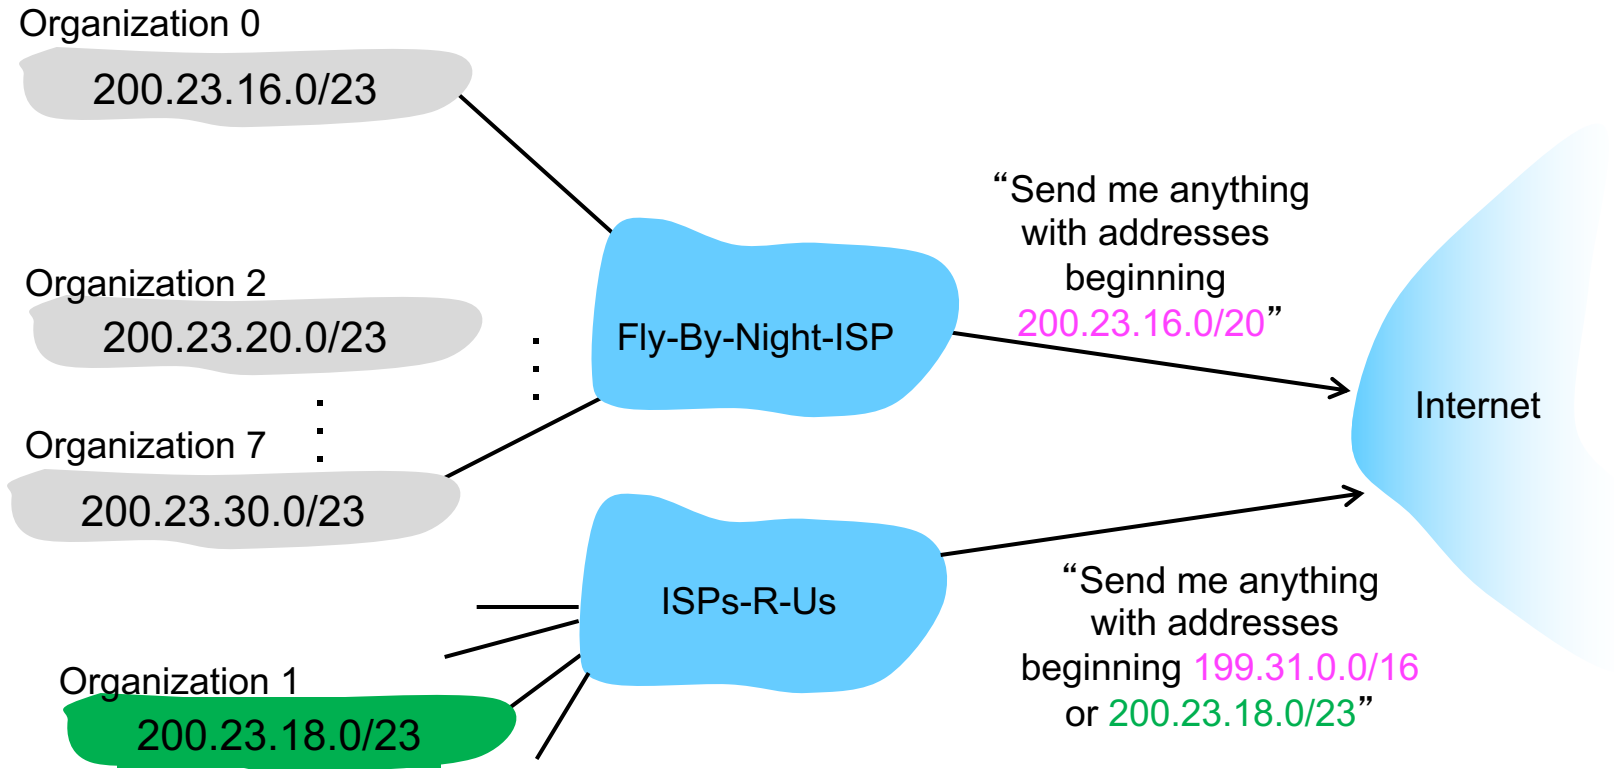 Organization 0
200.23.16.0/23
Organization 2
200.23.20.0/23
Organization 7
200.23.30.0/23
Organization 1
200.23.18.0/23
Fly-By-Night-ISP
ISPs-R-Us
“Send me anything
with addresses
beginning
200.23.16.0/20”
“Send me anything
with addresses
beginning 199.31.0.0/16
or 200.23.18.0/23”
Internet